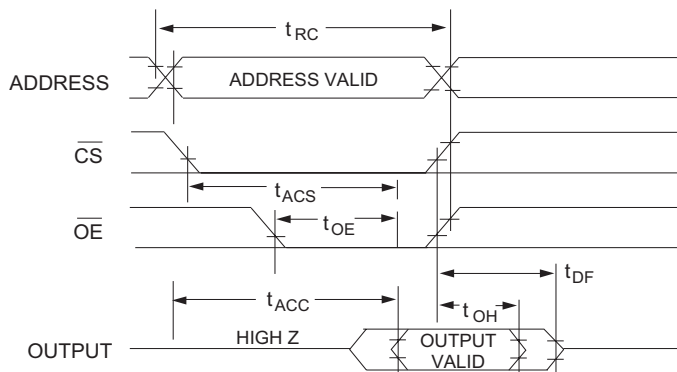 tRC
ADDRESS
ADDRESS VALID
CS
tACS
OE
tOE
tDF
tACC
tOH
OUTPUT
HIGH Z
OUTPUT
VALID